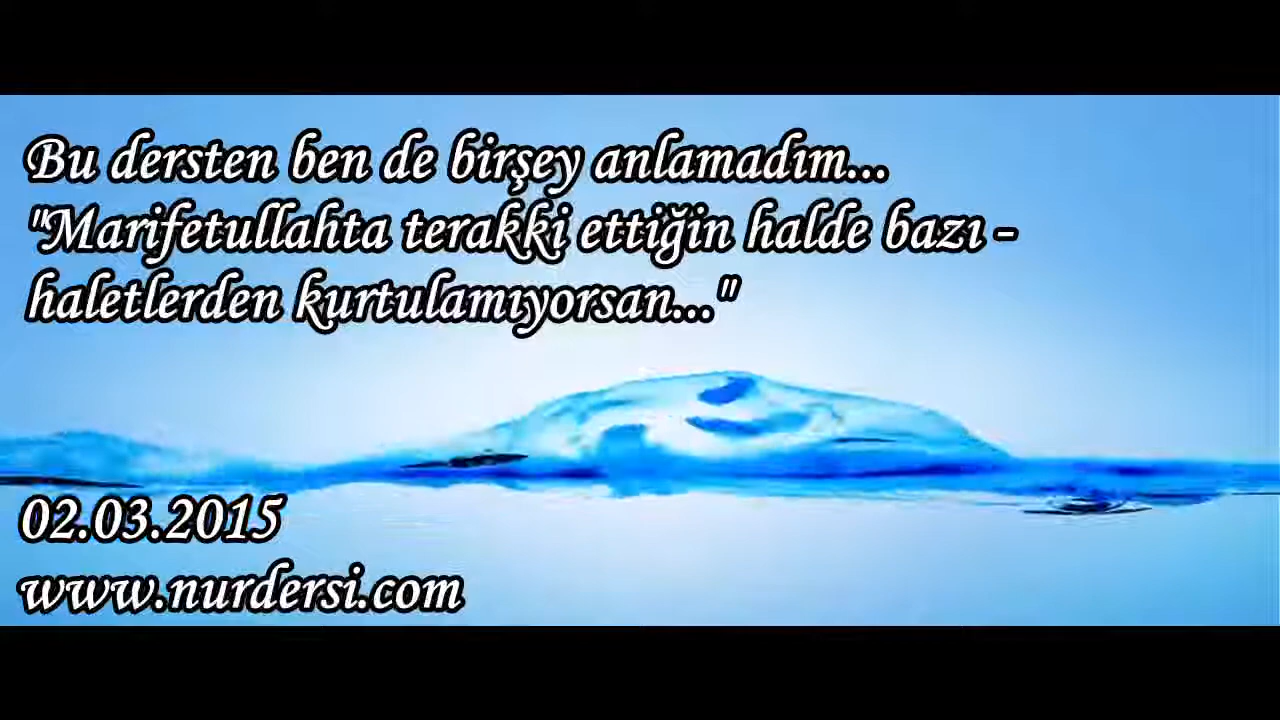 Bu dersten ben de birşey anlamadım...
"Marifetullahta terakki ettiğin halde bazı -
haletlerden kurtulamıyorsan..."
02.03.2015
www.nurdersi.com